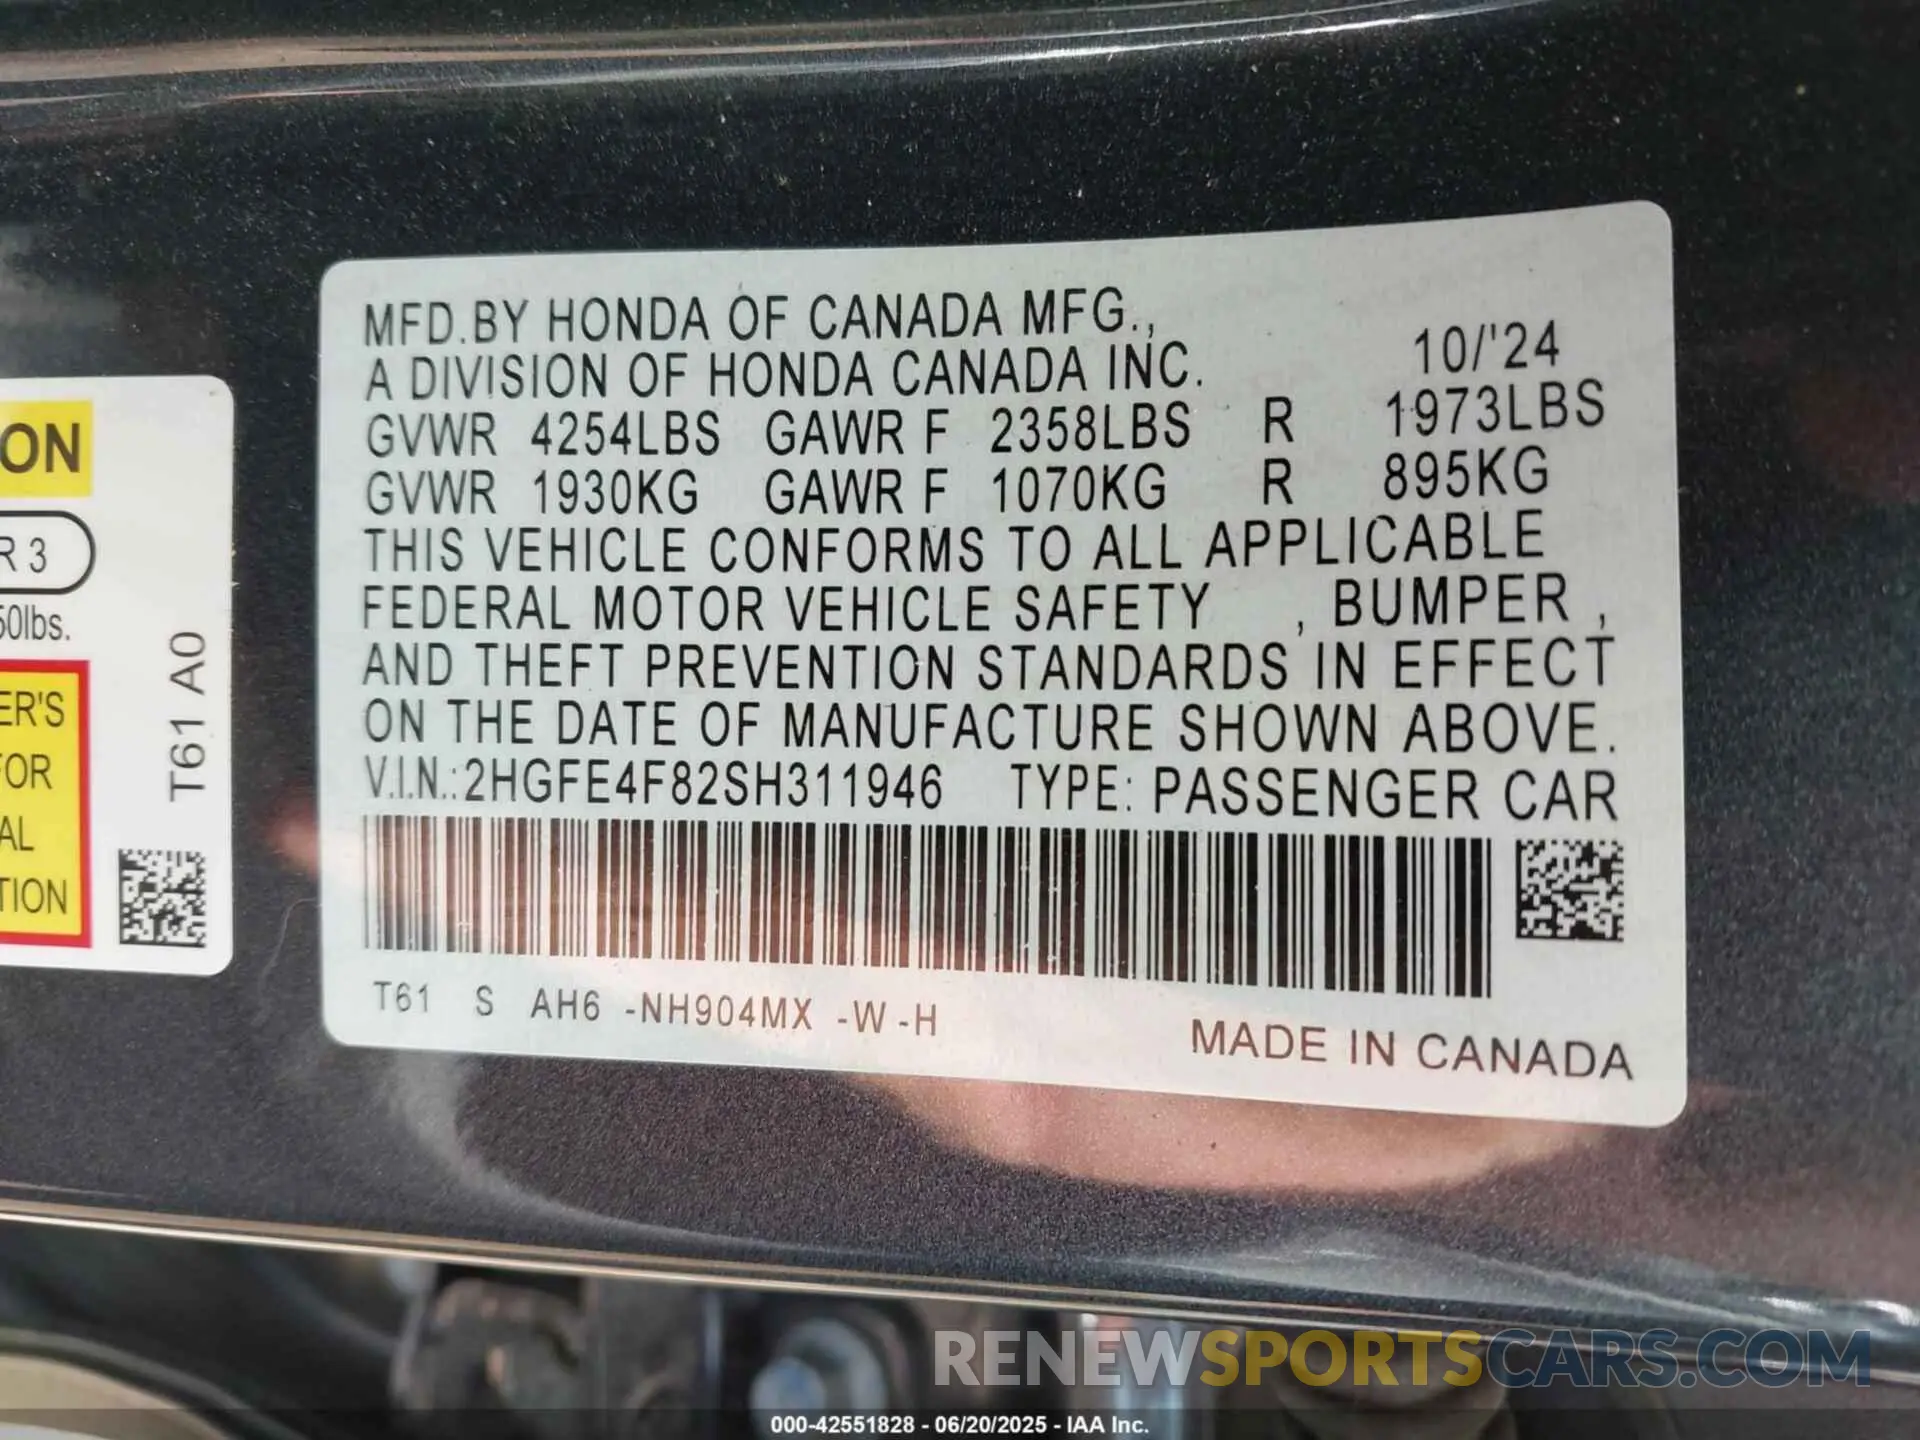 ON
R 3
50lbs.
ER'S
FOR
AL
TION
T61 A0
MFD.BY HONDA OF CANADA MFG.,
A DIVISION OF HONDA CANADA INC. 10/'24
GVWR 4254LBS GAWR F 2358LBS R 1973LBS
GVWR 1930KG GAWR F 1070KG R 895KG
THIS VEHICLE CONFORMS TO ALL APPLICABLE
FEDERAL MOTOR VEHICLE SAFETY , BUMPER ,
AND THEFT PREVENTION STANDARDS IN EFFECT
ON THE DATE OF MANUFACTURE SHOWN ABOVE.
V.I.N.:2HGFE4F82SH311946 TYPE: PASSENGER CAR
T61 S AH6 -NH904MX -W -H
MADE IN CANADA
RENEWSPORTSCARS.COM
000-42551828 - 06/20/2025 - IAA Inc.